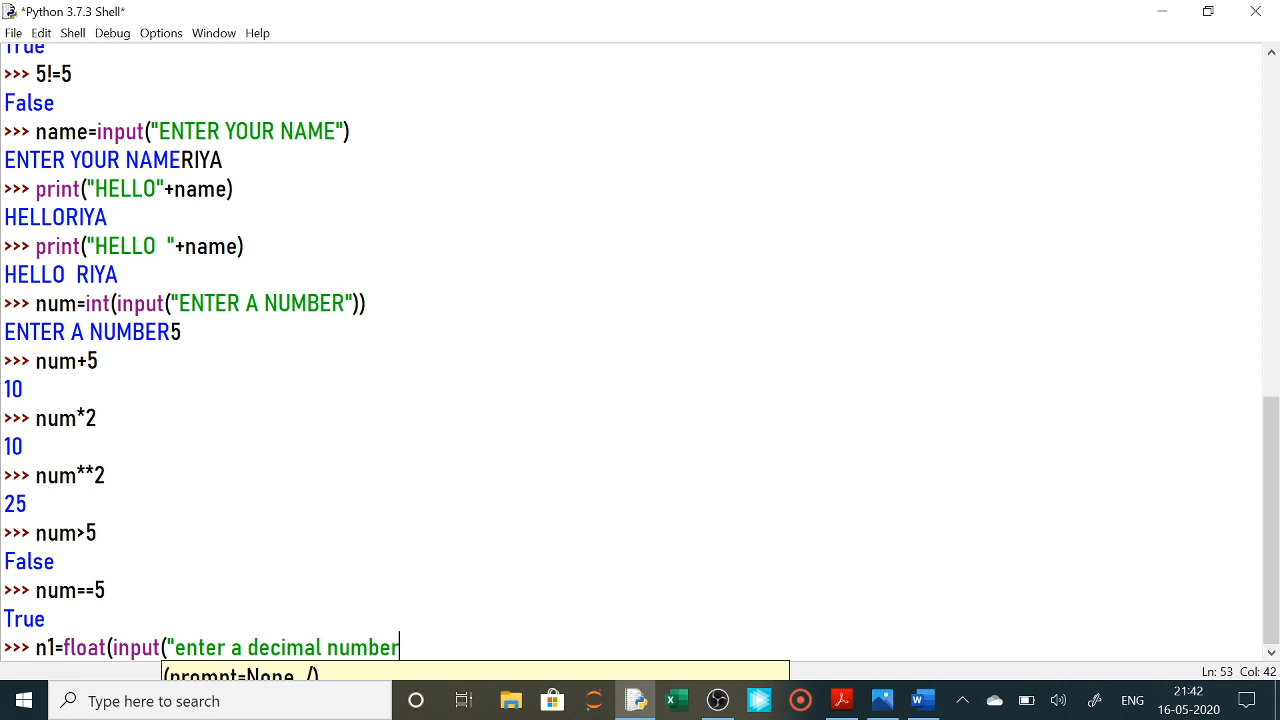 *Python 3.7.3 Shell*
File Edit Shell Debug Options Window Help
True
>>> 5!=5
False
>>> name=input("ENTER YOUR NAME")
ENTER YOUR NAMERIYA
>>> print("HELLO"+name)
HELLORIYA
>>> print("HELLO  "+name)
HELLO  RIYA
>>> num=int(input("ENTER A NUMBER"))
ENTER A NUMBER5
>>> num+5
10
>>> num*2
10
>>> num**2
25
>>> num>5
False
>>> num==5
True
>>> n1=float(input("enter a decimal number
(prompt=None, /)
Ln: 53 Col: 42
Type here to search
ENG
21:42
16-05-2020